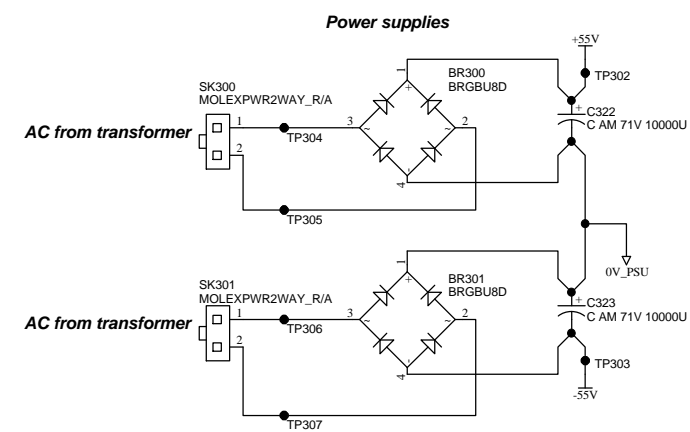 Power supplies
+55V
TP302
SK300
MOLEXPWR2WAY_R/A
BR300
BRGBU8D
1
+
C322
C AM 71V 10000U
+
AC from transformer
1
TP304
3
~
~
2
2
-
4
TP305
0V_PSU
SK301
MOLEXPWR2WAY_R/A
BR301
BRGBU8D
1
+
C323
C AM 71V 10000U
+
AC from transformer
1
TP306
3
~
~
2
2
-
4
TP303
-55V
TP307